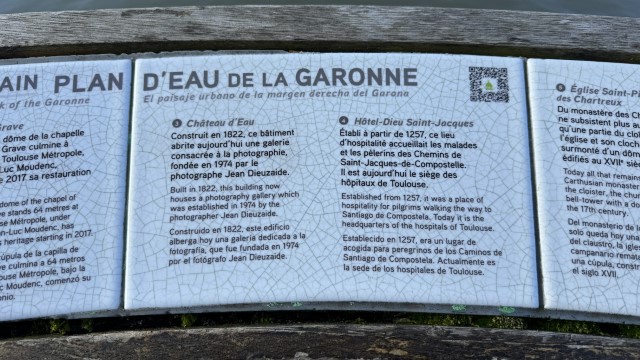 AIN PLAN D'EAU DE LA GARONNE
k of the Garonne
El paisaje urbano de la margen derecha del Garona
Grave
dôme de la chapelle
Grave culmine à
Toulouse Métropole,
Luc Moudenc,
2017 sa restauration
dome of the chapel
ve stands 64 metres at
se Métropole, under
n-Luc Moudenc, has
s heritage starting in 2017.
úpula de la capilla de
ve culmina a 64 metros
use Métropole, bajo la
Moudenc, comenzó su
onio.
3 Château d'Eau
Construit en 1822, ce bâtiment
abrite aujourd'hui une galerie
consacrée à la photographie,
fondée en 1974 par le
photographe Jean Dieuzaide.
Built in 1822, this building now
houses a photography gallery which
was established in 1974 by the
photographer Jean Dieuzaide.
Construido en 1822, este edificio
alberga hoy una galería dedicada a la
fotografía, que fue fundada en 1974
por el fotógrafo Jean Dieuzaide.
4 Hôtel-Dieu Saint-Jacques
Établi à partir de 1257, ce lieu
d'hospitalité accueillait les malades
et les pèlerins des Chemins de
Saint-Jacques-de-Compostelle.
Il est aujourd'hui le siège des
hôpitaux de Toulouse.
Established from 1257, it was a place of
hospitality for pilgrims walking the way to
Santiago de Compostela. Today it is the
headquarters of the hospitals of Toulouse.
Establecido en 1257, era un lugar de
acogida para peregrinos de los Caminos de
Santiago de Compostela. Actualmente es
la sede de los hospitales de Toulouse.
Église Saint-Pi
des Chartreux
Du monastère des Ch
ne subsistent plus au
qu'une partie du cloî
l'église et son cloch
surmonté d'un dôm
édifiés au XVIIe siè
Today all that remain
Carthusian monaster
the cloister, the churc
bell-tower with a do
the 17th century.
Del monasterio de l
solo queda hoy una
del claustro, la igles
campanario remata
una cúpula, constr
el siglo XVII.